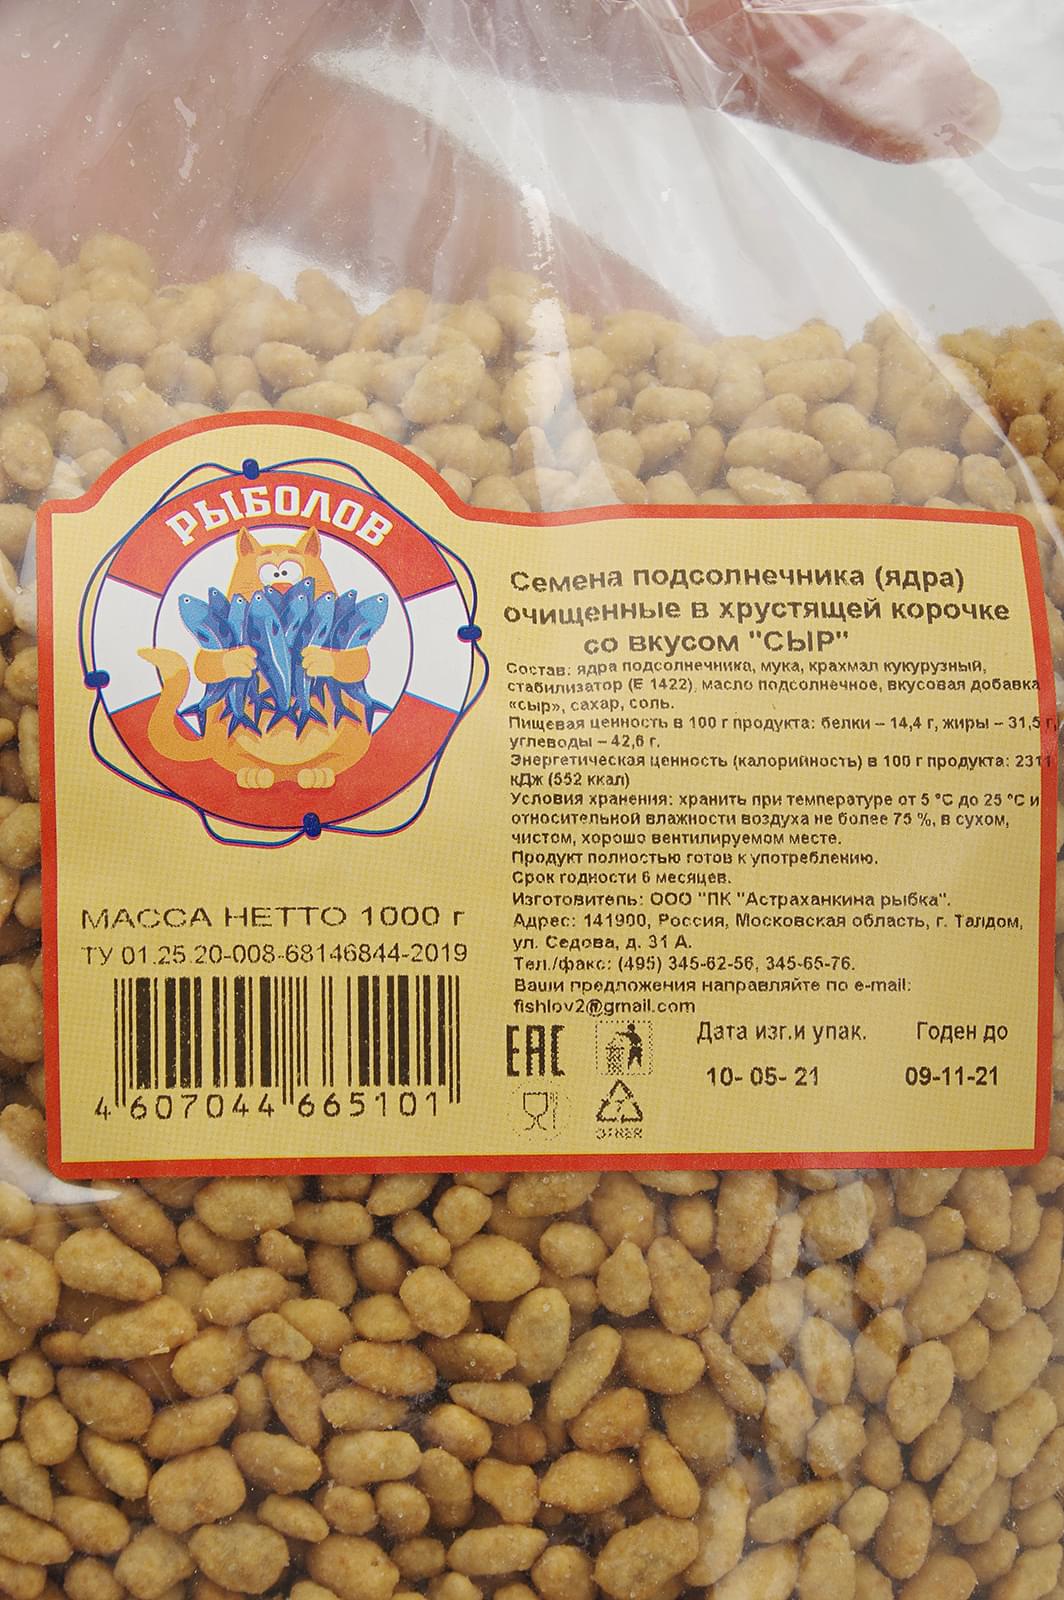 РЫБОЛОВ
Семена подсолнечника (ядра)
очищенные в хрустящей корочке
со вкусом "СЫР"
Состав: ядра подсолнечника, мука, крахмал кукурузный,
стабилизатор (Е 1422), масло подсолнечное, вкусовая добавка
«сыр», сахар, соль.
Пищевая ценность в 100 г продукта: белки – 14,4 г, жиры – 31,5 г,
углеводы – 42,6 г.
Энергетическая ценность (калорийность) в 100 г продукта: 2311
кДж (552 ккал)
Условия хранения: хранить при температуре от 5 °С до 25 °С и
относительной влажности воздуха не более 75 %, в сухом,
чистом, хорошо вентилируемом месте.
Продукт полностью готов к употреблению.
Срок годности 6 месяцев.
Изготовитель: ООО "ПК "Астраханкина рыбка".
Адрес: 141900, Россия, Московская область, г. Талдом,
ул. Седова, д. 31 А.
Тел./факс: (495) 345-62-56, 345-65-76.
Ваши предложения направляйте по e-mail:
fishlov2@gmail.com
МАССА НЕТТО 1000 г
ТУ 01.25.20-008-68146844-2019
4 607044 665101
EAC
Дата изг.и упак. Годен до
10- 05- 21 09-11-21
7
OTHER